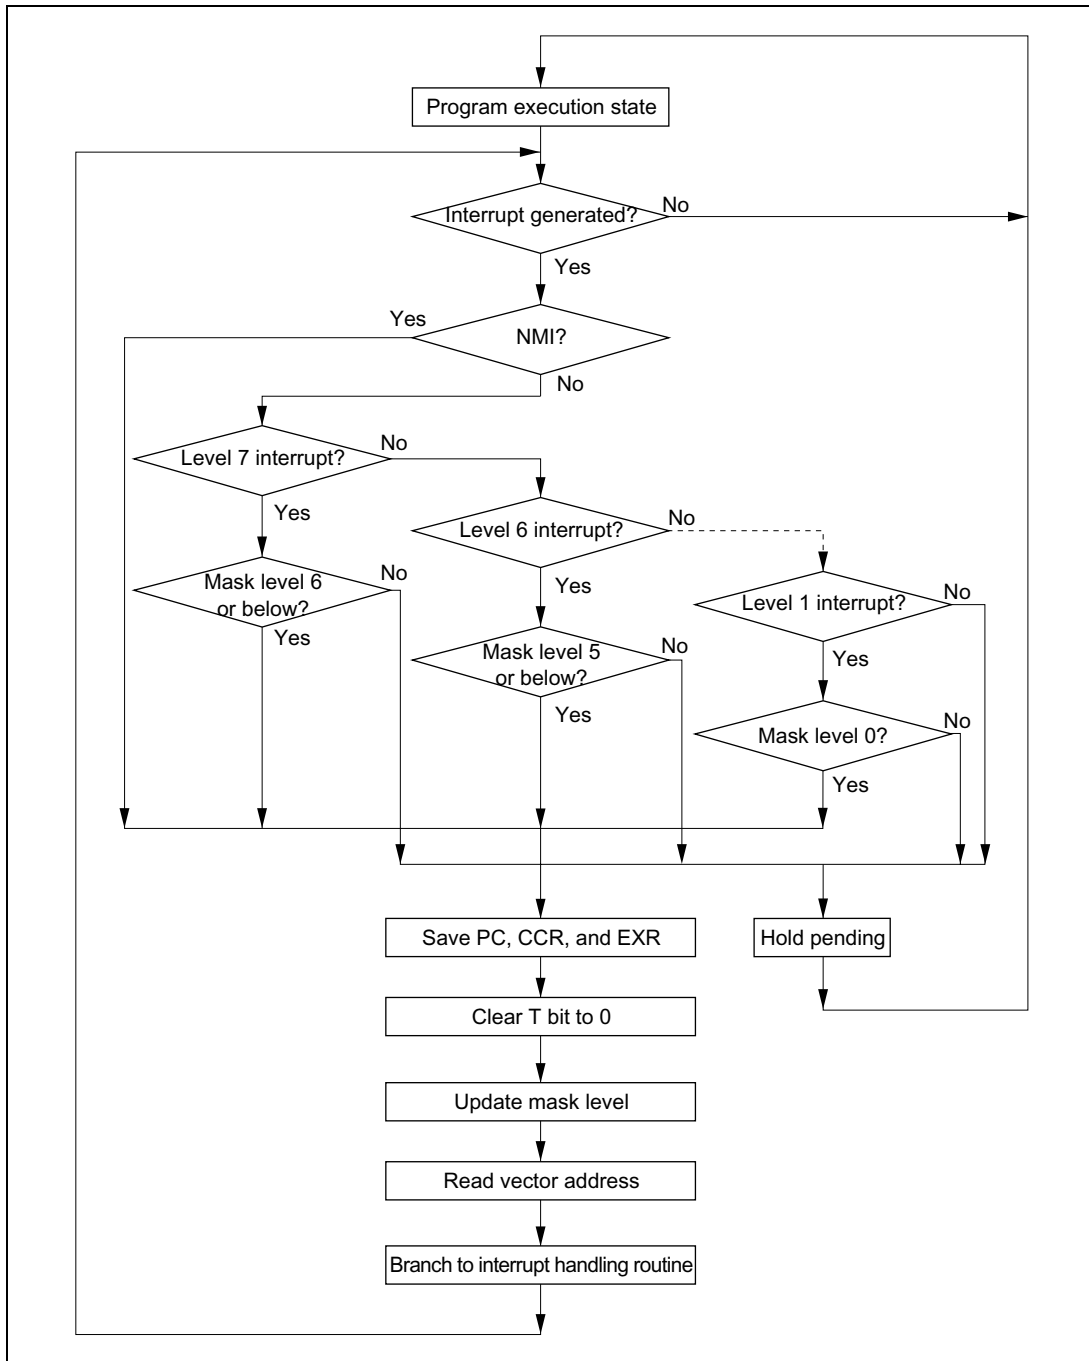 Program execution state
Interrupt generated?
No
Yes
Yes
NMI?
No
Level 7 interrupt?
No
Yes
Level 6 interrupt?
No
Mask level 6
or below?
No
Yes
Yes
Level 1 interrupt?
No
Mask level 5
or below?
No
Yes
Yes
Mask level 0?
No
Yes
Save PC, CCR, and EXR
Hold pending
Clear T bit to 0
Update mask level
Read vector address
Branch to interrupt handling routine